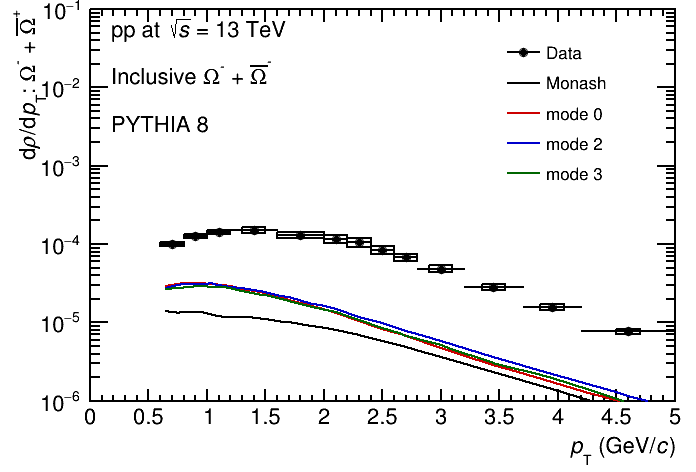 dρ/dp_T: Ω⁻ + Ω̅⁺
10⁻¹
10⁻²
10⁻³
10⁻⁴
10⁻⁵
10⁻⁶
pp at √s = 13 TeV
Inclusive Ω⁻ + Ω̅⁻
PYTHIA 8
Data
Monash
mode 0
mode 2
mode 3
0 0.5 1 1.5 2 2.5 3 3.5 4 4.5 5
p_T (GeV/c)